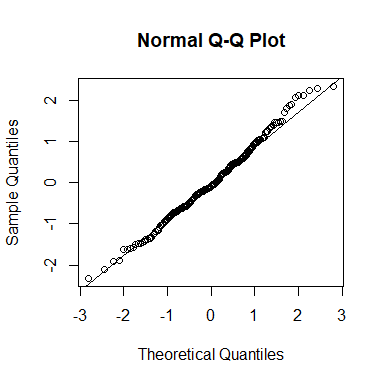 Normal Q-Q Plot
Sample Quantiles
2
1
0
-1
-2
-3 -2 -1 0 1 2 3
Theoretical Quantiles